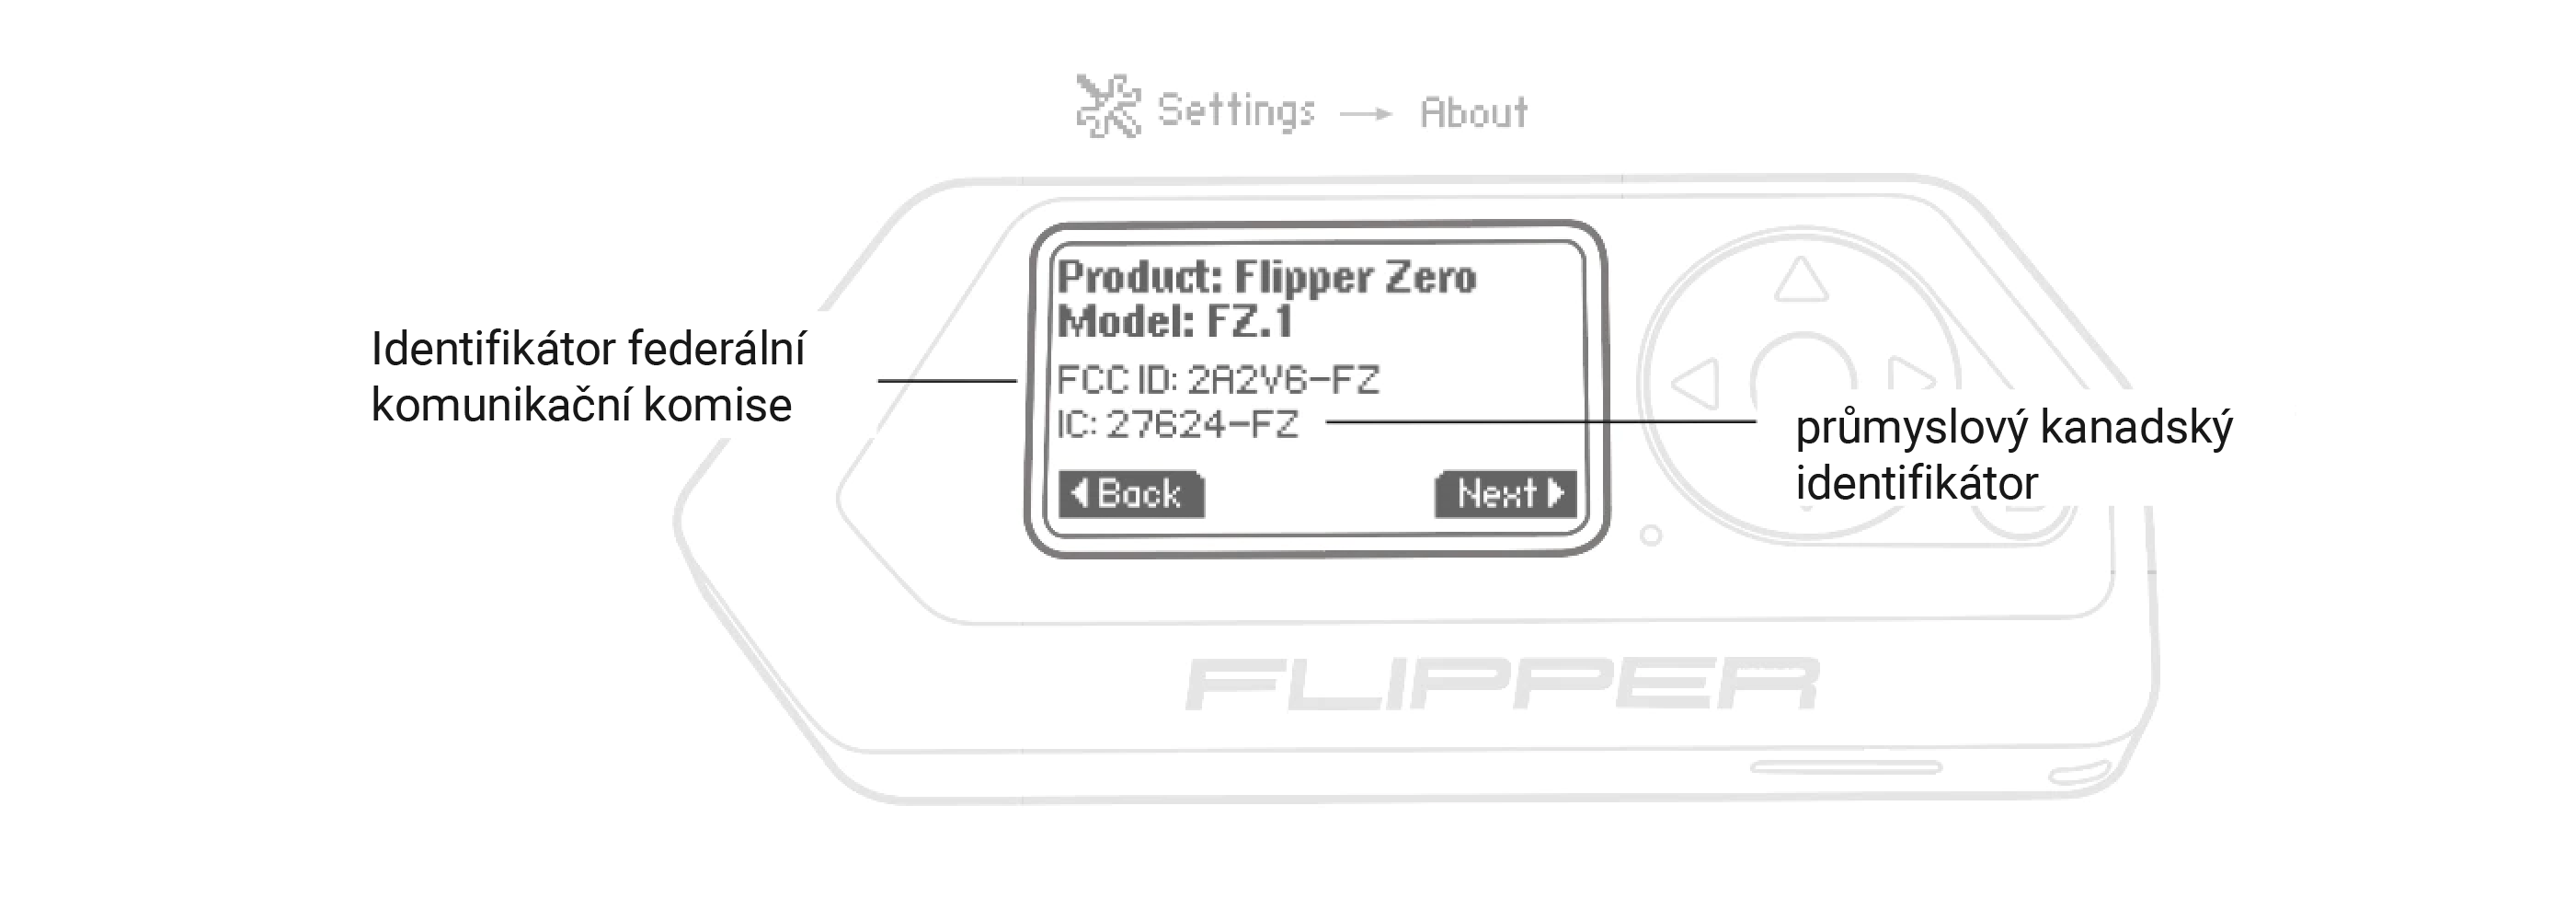 Settings → About
Product: Flipper Zero
Model: FZ.1
Identifikátor federální
komunikační komise
FCC ID: 2A2V6-FZ
IC: 27624-FZ
průmyslový kanadský
identifikátor
Back
Next
FLIPPER